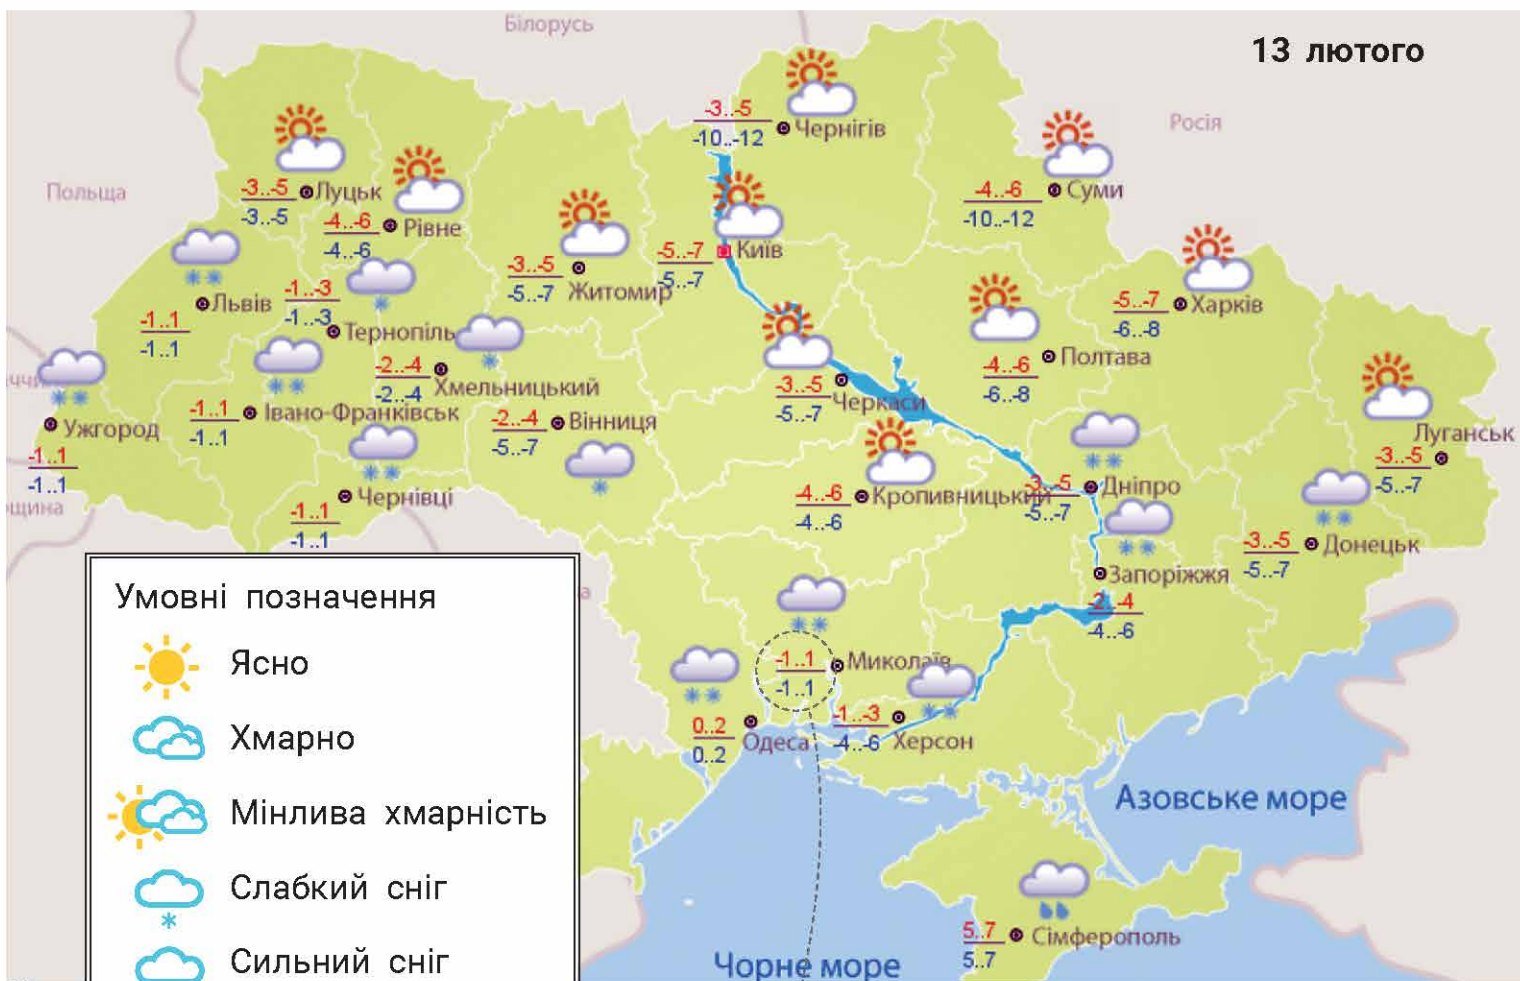 Білорусь
13 лютого
-3..-5
-10..-12
Чернігів
Росія
Польща
-3..-5
-3..-5
Луцьк
-4..-6
-4..-6
Рівне
-4..-6
-10..-12
Суми
-5..-7
-5..-7
Київ
-3..-5
-5..-7
Житомир
-1..1
-1..1
Львів
-1..-3
-1..-3
Тернопіль
-5..-7
-6..-8
Харків
-4..-6
-6..-8
Полтава
-2..-4
-2..-4
Хмельницький
-3..-5
-5..-7
Черкаси
-1..1
-1..1
Івано-Франківськ
-2..-4
-5..-7
Вінниця
Ужгород
-1..1
-1..1
Луганськ
-3..-5
-5..-7
Чернівці
-1..1
-1..1
-4..-6
-4..-6
Кропивницький
-3..-5
-5..-7
Дніпро
-3..-5
-5..-7
Донецьк
Запоріжжя
-2..-4
-4..-6
-1..1
-1..1
Миколаїв
0..2
0..2
Одеса
-1..-3
-4..-6
Херсон
Азовське море
5..7
5..7
Сімферополь
Чорне море
Умовні позначення
Ясно
Хмарно
Мінлива хмарність
Слабкий сніг
Сильний сніг